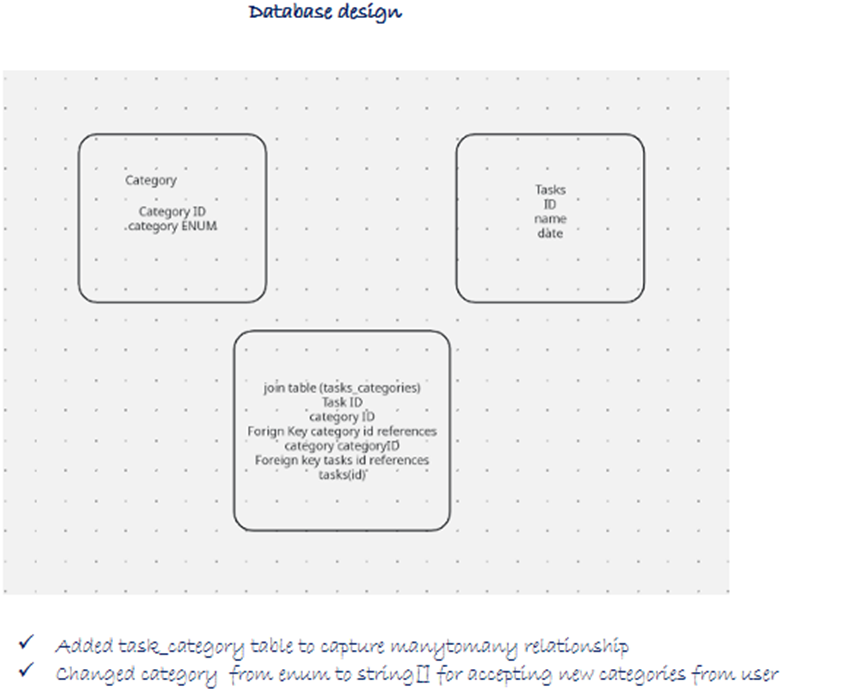 Database design
Category
Category ID
category ENUM
Tasks
ID
name
date
join table (tasks_categories)
Task ID
category ID
Forign Key category id references
category categoryID
Foreign key tasks id references
tasks(id)
✓ Added task_category table to capture manytomany relationship
✓ Changed category from enum to string[] for accepting new categories from user